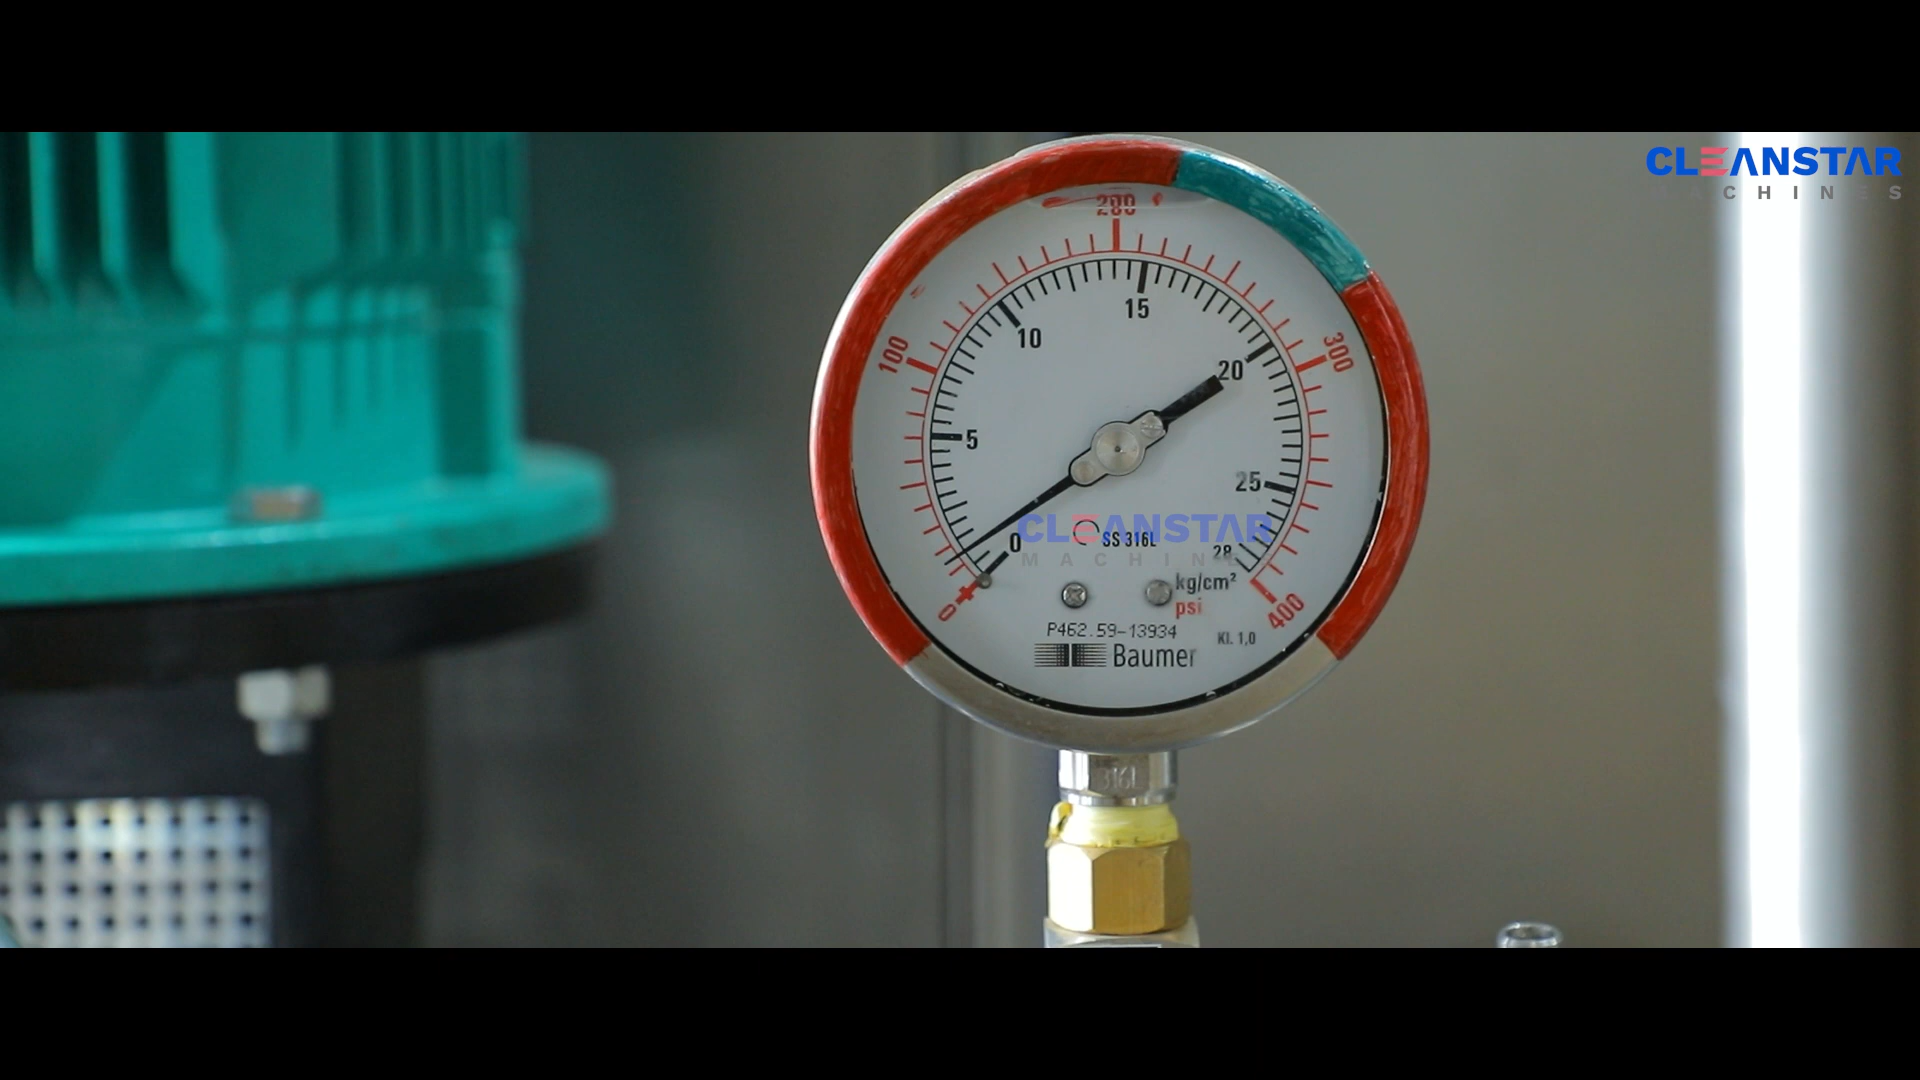 CLEANSTAR
MACHINES
200
15
10
100
300
20
5
25
0
CLEANSTAR
SS 316L
MACHINES
28
kg/cm²
psi
0
400
P462.59-13934
Kl. 1,0
Baumer
316L